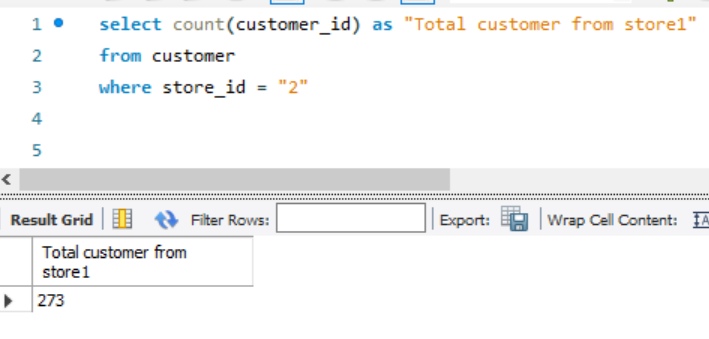 1 select count(customer_id) as "Total customer from store1"
2 from customer
3 where store_id = "2"
4
5
Result Grid Filter Rows: Export: Wrap Cell Content:
Total customer from
store1
273